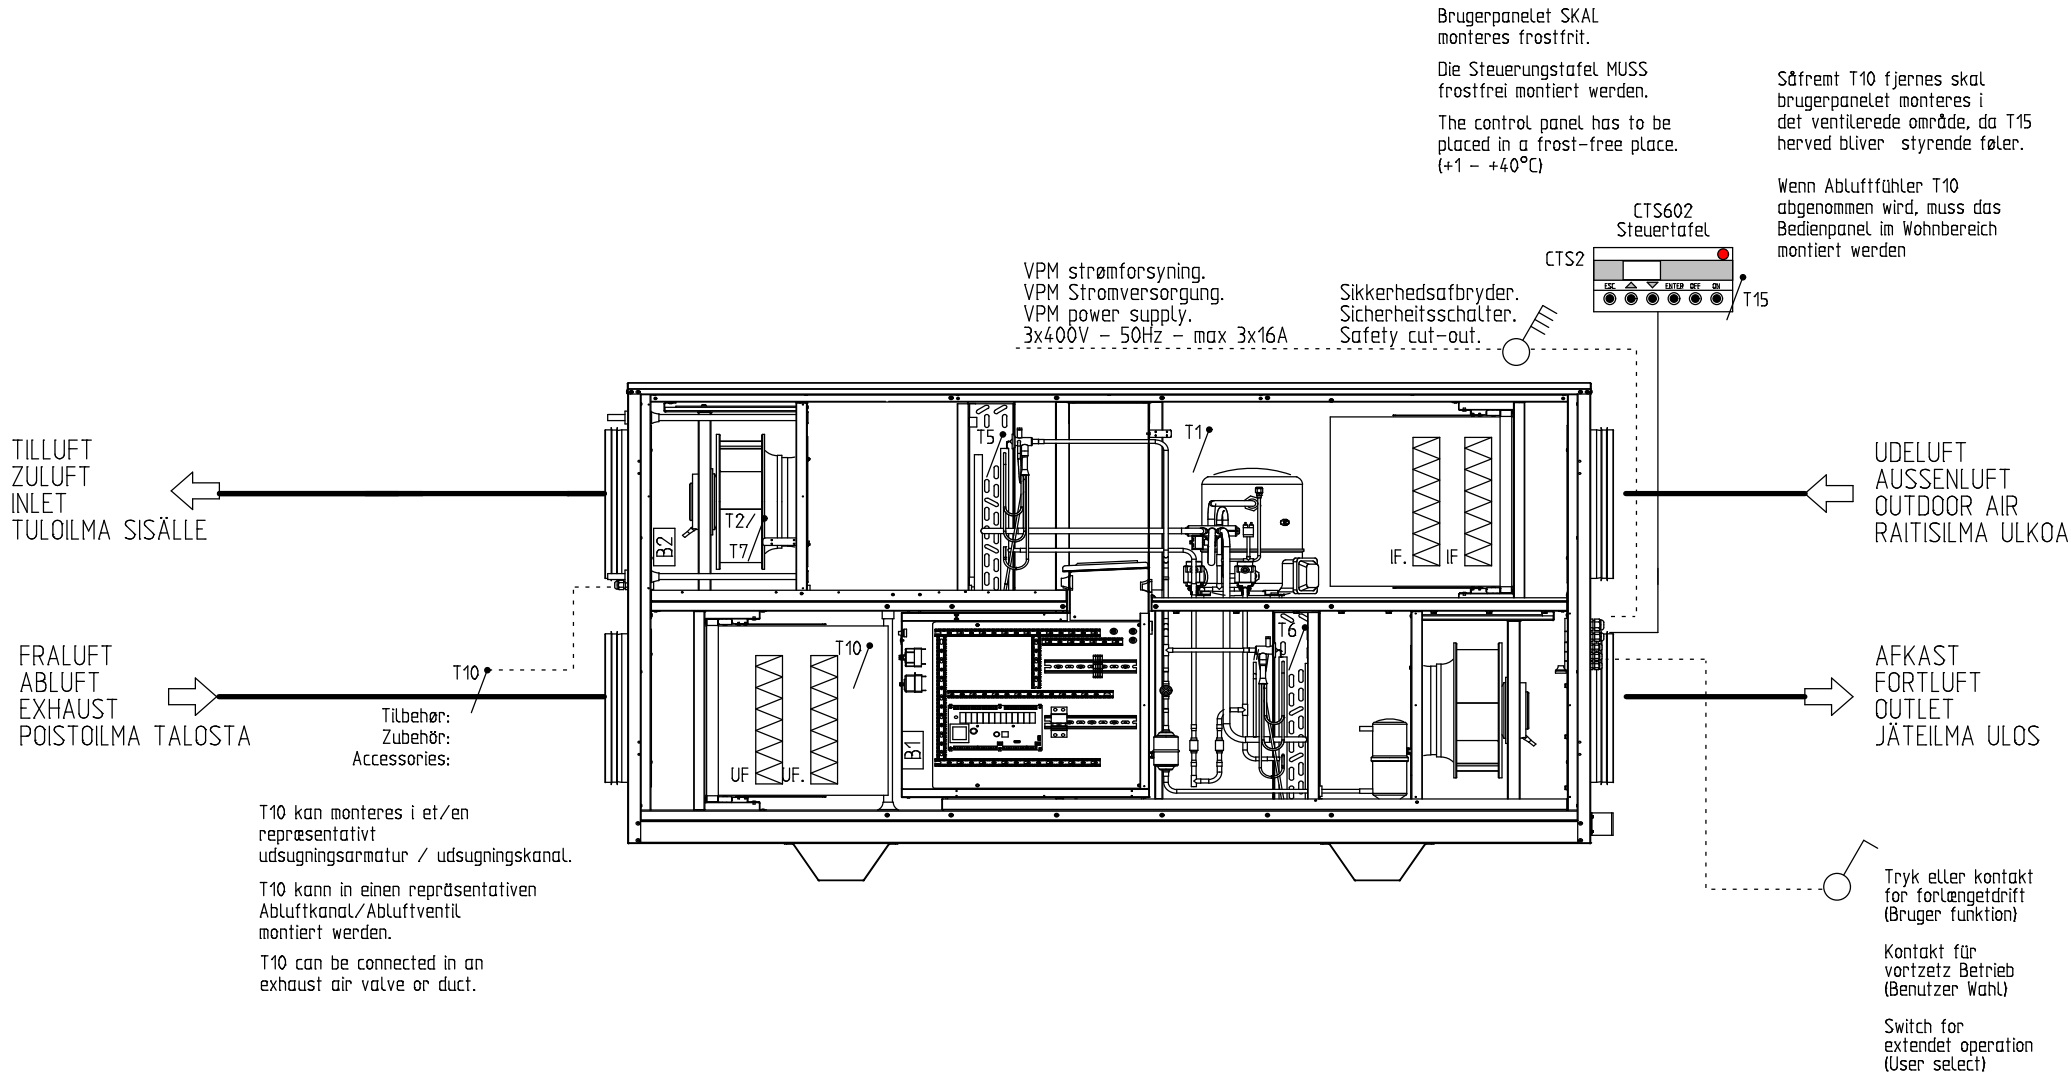 Brugerpanelet SKAL
monteres frostfrit.
Die Steuerungstafel MUSS
frostfrei montiert werden.
The control panel has to be
placed in a frost-free place.
(+1 - +40°C)
Såfremt T10 fjernes skal
brugerpanelet monteres i
det ventilerede område, da T15
herved bliver styrende føler.
Wenn Abluftfühler T10
abgenommen wird, muss das
Bedienpanel im Wohnbereich
montiert werden
CTS602
Steuertafel
CTS2
ESC ENTER OFF ON
T15
VPM strømforsyning.
VPM Stromversorgung.
VPM power supply.
3x400V - 50Hz - max 3x16A
Sikkerhedsafbryder.
Sicherheitsschalter.
Safety cut-out.
TILLUFT
ZULUFT
INLET
TULOILMA SISÄLLE
T5
T1
T2/
T7
B2
IF.
IF
UDELUFT
AUSSENLUFT
OUTDOOR AIR
RAITISILMA ULKOA
FRALUFT
ABLUFT
EXHAUST
POISTOILMA TALOSTA
T10
Tilbehør:
Zubehör:
Accessories:
T10
UF
UF.
B1
T6
AFKAST
FORTLUFT
OUTLET
JÄTEILMA ULOS
T10 kan monteres i et/en
repræsentativt
udsugningsarmatur / udsugningskanal.
T10 kann in einen repräsentativen
Abluftkanal/Abluftventil
montiert werden.
T10 can be connected in an
exhaust air valve or duct.
Tryk eller kontakt
for forlængetdrift
(Bruger funktion)
Kontakt für
vortzetz Betrieb
(Benutzer Wahl)
Switch for
extendet operation
(User select)